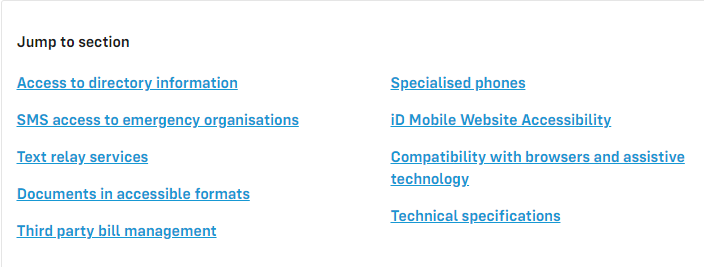 Jump to section
Access to directory information
SMS access to emergency organisations
Text relay services
Documents in accessible formats
Third party bill management
Specialised phones
iD Mobile Website Accessibility
Compatibility with browsers and assistive
technology
Technical specifications